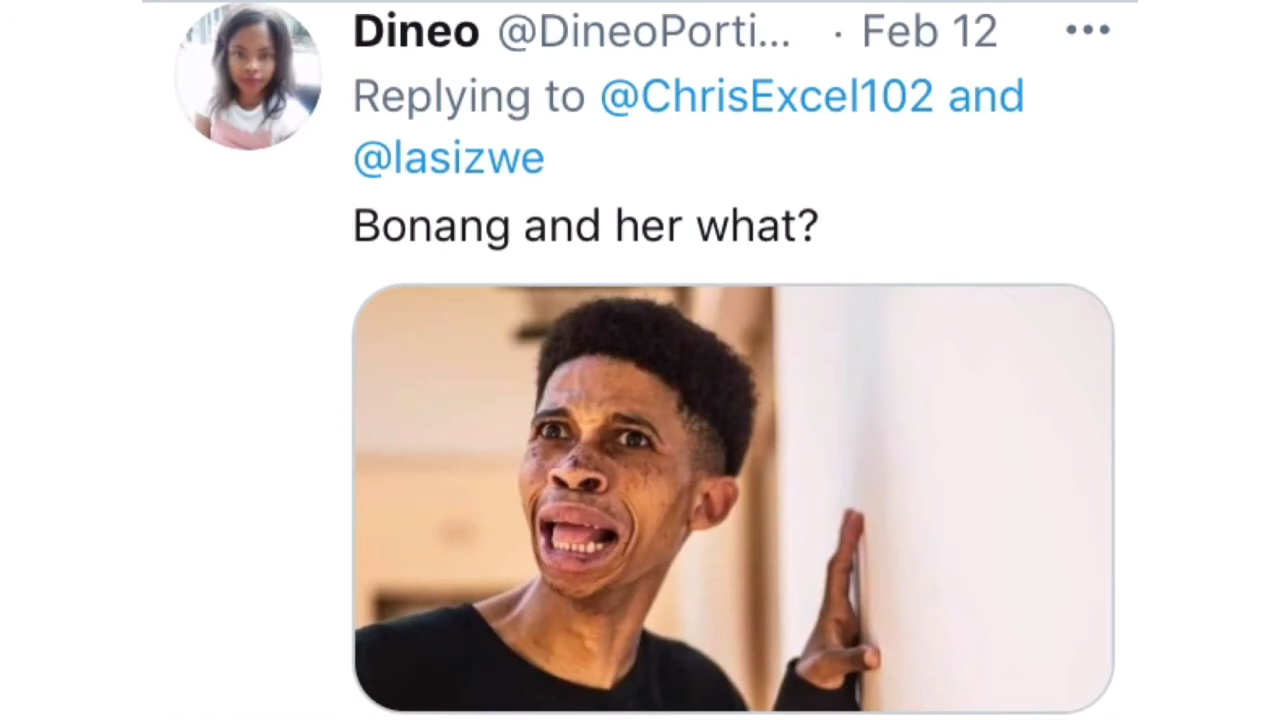 Dineo @DineoPorti... · Feb 12
Replying to @ChrisExcel102 and
@lasizwe
Bonang and her what?